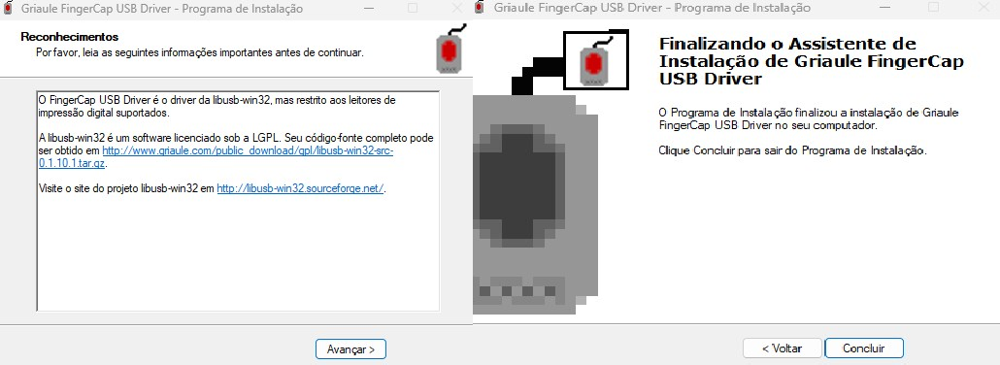 Griaule FingerCap USB Driver - Programa de Instalação
Reconhecimentos
Por favor, leia as seguintes informações importantes antes de continuar.
O FingerCap USB Driver é o driver da libusb-win32, mas restrito aos leitores de
impressão digital suportados.
A libusb-win32 é um software licenciado sob a LGPL. Seu código-fonte completo pode
ser obtido em http://www.griaule.com/public_download/gpl/libusb-win32-src-
0.1.10.1.tar.gz.
Visite o site do projeto libusb-win32 em http://libusb-win32.sourceforge.net/.
Avançar >
Griaule FingerCap USB Driver - Programa de Instalação
Finalizando o Assistente de
Instalação de Griaule FingerCap
USB Driver
O Programa de Instalação finalizou a instalação de Griaule
FingerCap USB Driver no seu computador.
Clique Concluir para sair do Programa de Instalação.
< Voltar
Concluir